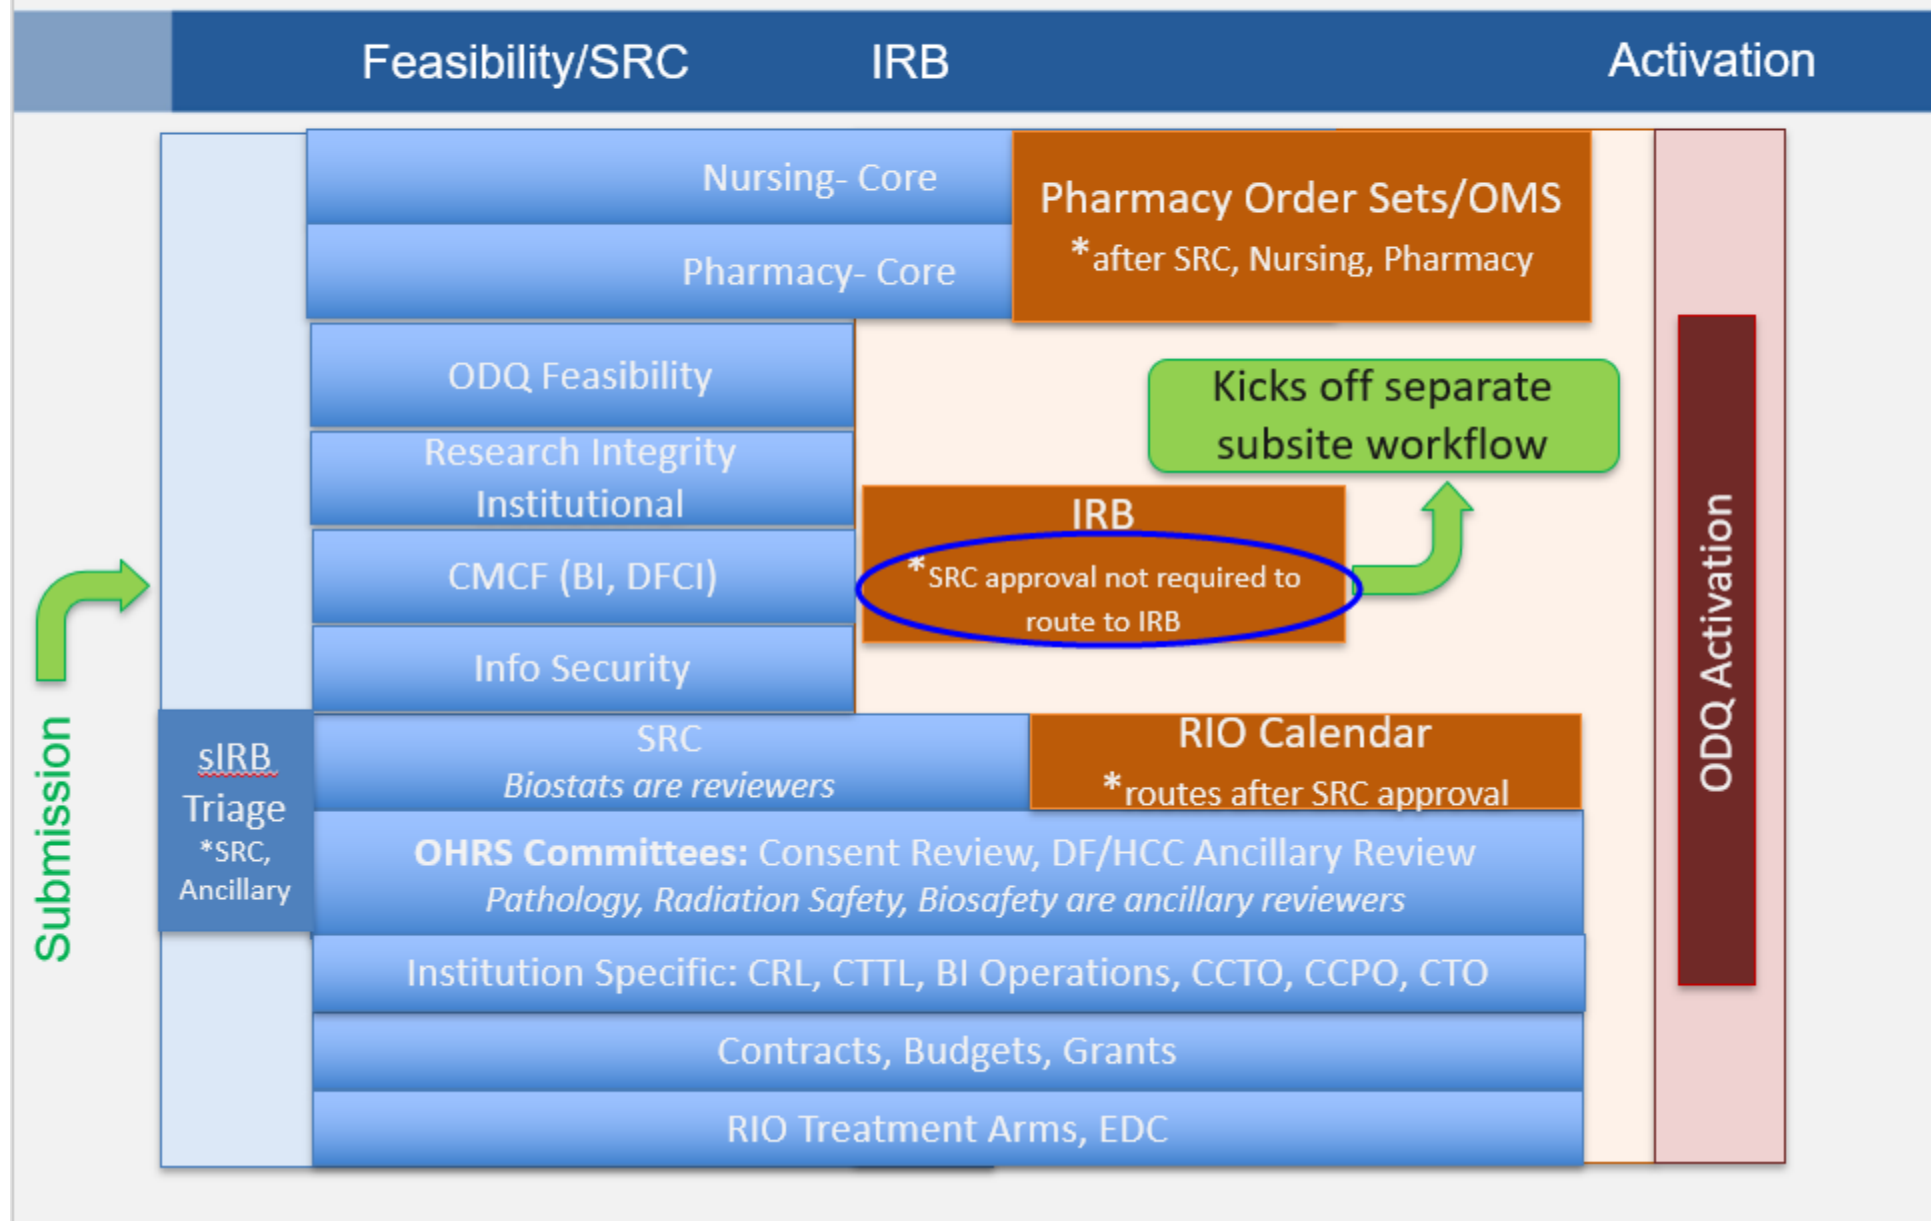 Feasibility/SRC
IRB
Activation
Nursing- Core
Pharmacy- Core
Pharmacy Order Sets/OMS
*after SRC, Nursing, Pharmacy
ODQ Feasibility
Research Integrity
Institutional
CMCF (BI, DFCI)
Info Security
Kicks off separate
subsite workflow
IRB
*SRC approval not required to
route to IRB
Submission
sIRB
Triage
*SRC,
Ancillary
SRC
Biostats are reviewers
RIO Calendar
*routes after SRC approval
OHRS Committees: Consent Review, DF/HCC Ancillary Review
Pathology, Radiation Safety, Biosafety are ancillary reviewers
Institution Specific: CRL, CTTL, BI Operations, CCTO, CCPO, CTO
Contracts, Budgets, Grants
RIO Treatment Arms, EDC
ODQ Activation